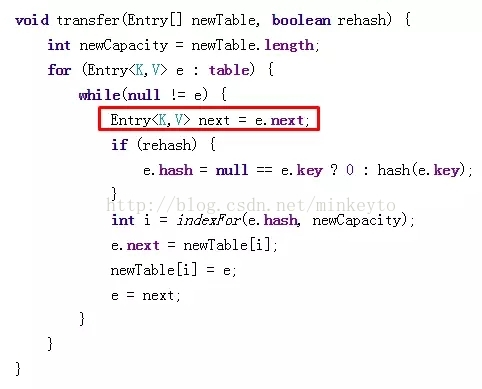 void transfer(Entry[] newTable, boolean rehash) {
int newCapacity = newTable.length;
for (Entry<K,V> e : table) {
while(null != e) {
Entry<K,V> next = e.next;
if (rehash) {
e.hash = null == e.key ? 0 : hash(e.key);
}
http://blog.csdn.net/minkeyto
int i = indexFor(e.hash, newCapacity);
e.next = newTable[i];
newTable[i] = e;
e = next;
}
}
}